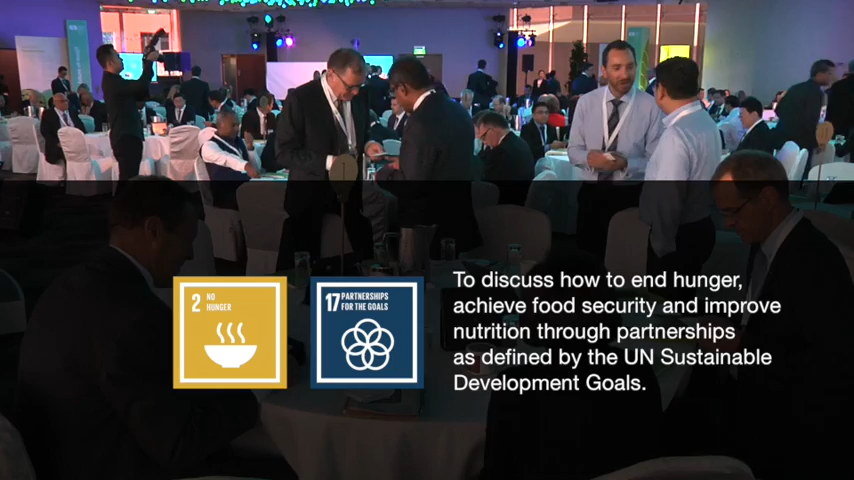 2 NO
HUNGER
17 PARTNERSHIPS
FOR THE GOALS
To discuss how to end hunger,
achieve food security and improve
nutrition through partnerships
as defined by the UN Sustainable
Development Goals.